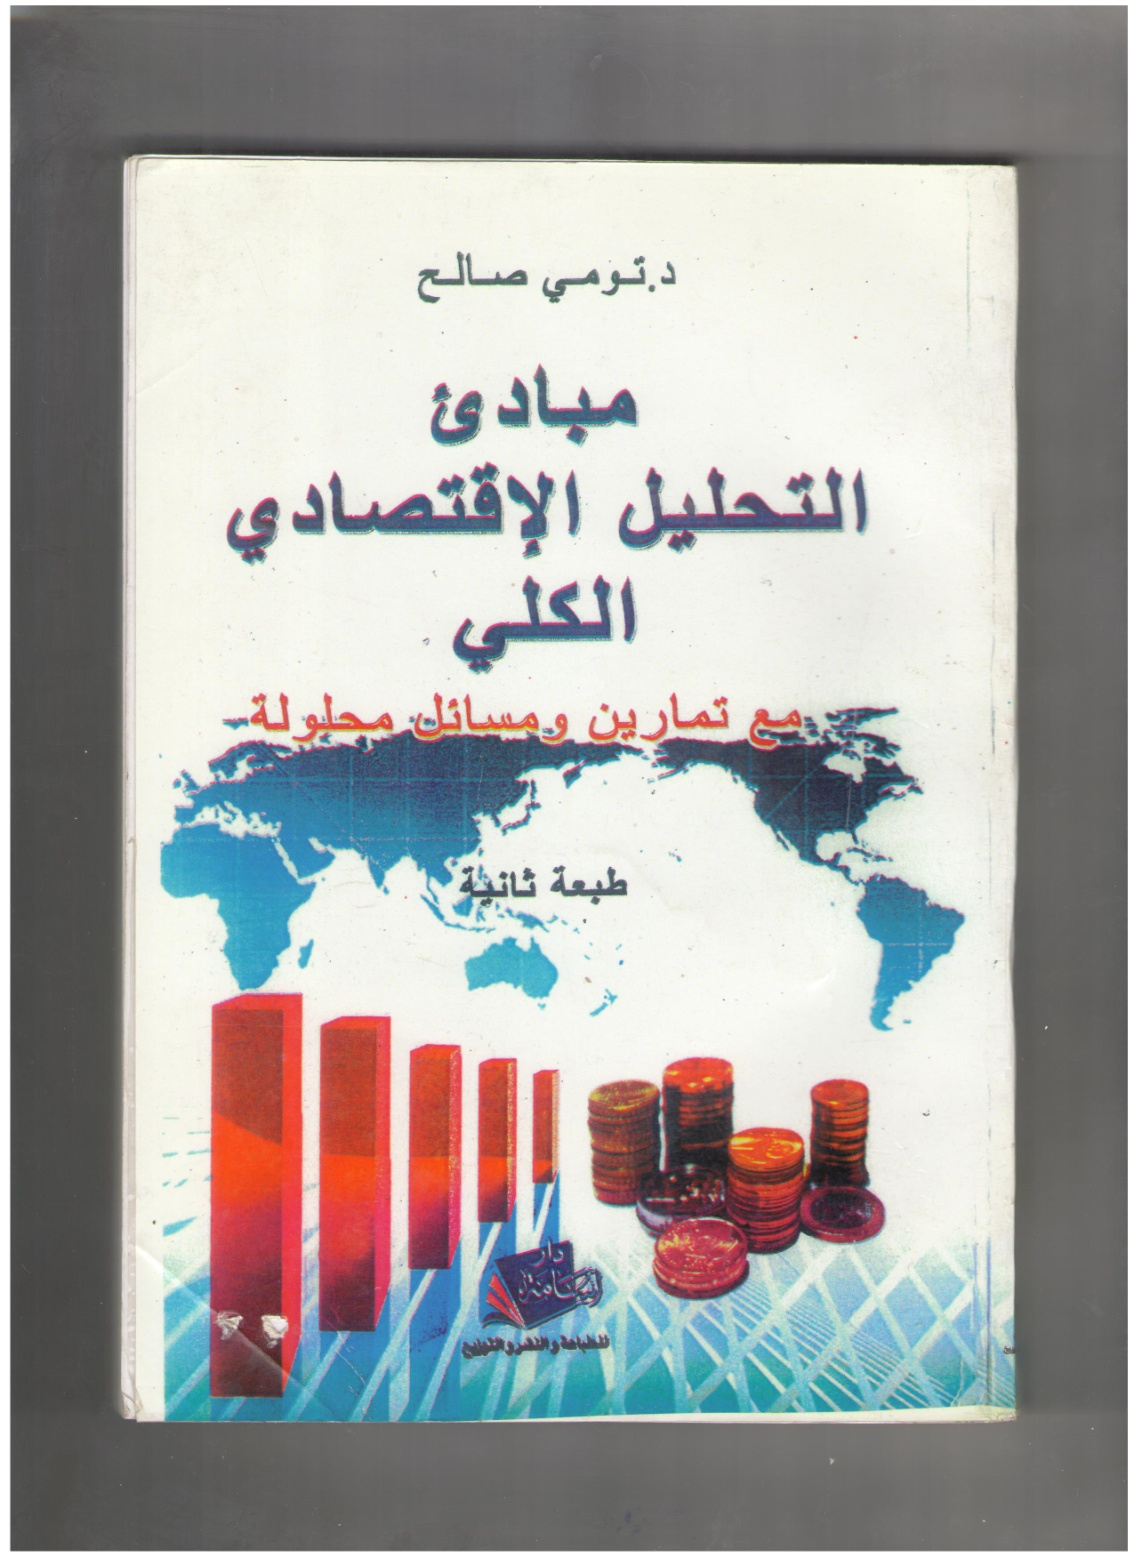 د.تومي صالح
مبادئ
التحليل الإقتصادي
الكلي
مع تمارين ومسائل محلولة
طبعة ثانية
دار
أسامة
للطباعة والنشر والتوزيع